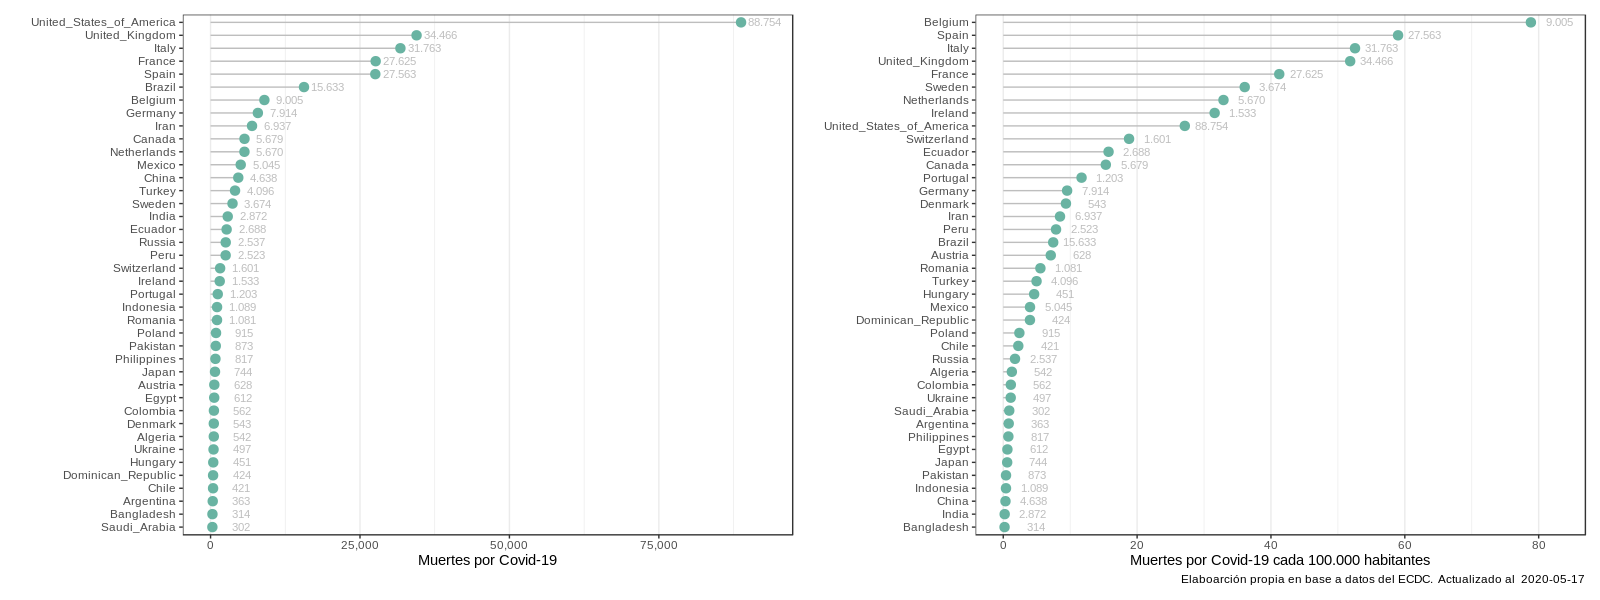 United_States_of_America 88.754
United_Kingdom 34.466
Italy 31.763
France 27.625
Spain 27.563
Brazil 15.633
Belgium 9.005
Germany 7.914
Iran 6.937
Canada 5.679
Netherlands 5.670
Mexico 5.045
China 4.638
Turkey 4.096
Sweden 3.674
India 2.872
Ecuador 2.688
Russia 2.537
Peru 2.523
Switzerland 1.601
Ireland 1.533
Portugal 1.203
Indonesia 1.089
Romania 1.081
Poland 915
Pakistan 873
Philippines 817
Japan 744
Austria 628
Egypt 612
Colombia 562
Denmark 543
Algeria 542
Ukraine 497
Hungary 451
Dominican_Republic 424
Chile 421
Argentina 363
Bangladesh 314
Saudi_Arabia 302
0 25,000 50,000 75,000
Muertes por Covid-19
Belgium 9.005
Spain 27.563
Italy 31.763
United_Kingdom 34.466
France 27.625
Sweden 3.674
Netherlands 5.670
Ireland 1.533
United_States_of_America 88.754
Switzerland 1.601
Ecuador 2.688
Canada 5.679
Portugal 1.203
Germany 7.914
Denmark 543
Iran 6.937
Peru 2.523
Brazil 15.633
Austria 628
Romania 1.081
Turkey 4.096
Hungary 451
Mexico 5.045
Dominican_Republic 424
Poland 915
Chile 421
Russia 2.537
Algeria 542
Colombia 562
Ukraine 497
Saudi_Arabia 302
Argentina 363
Philippines 817
Egypt 612
Japan 744
Pakistan 873
Indonesia 1.089
China 4.638
India 2.872
Bangladesh 314
0 20 40 60 80
Muertes por Covid-19 cada 100.000 habitantes
Elaboarción propia en base a datos del ECDC. Actualizado al 2020-05-17